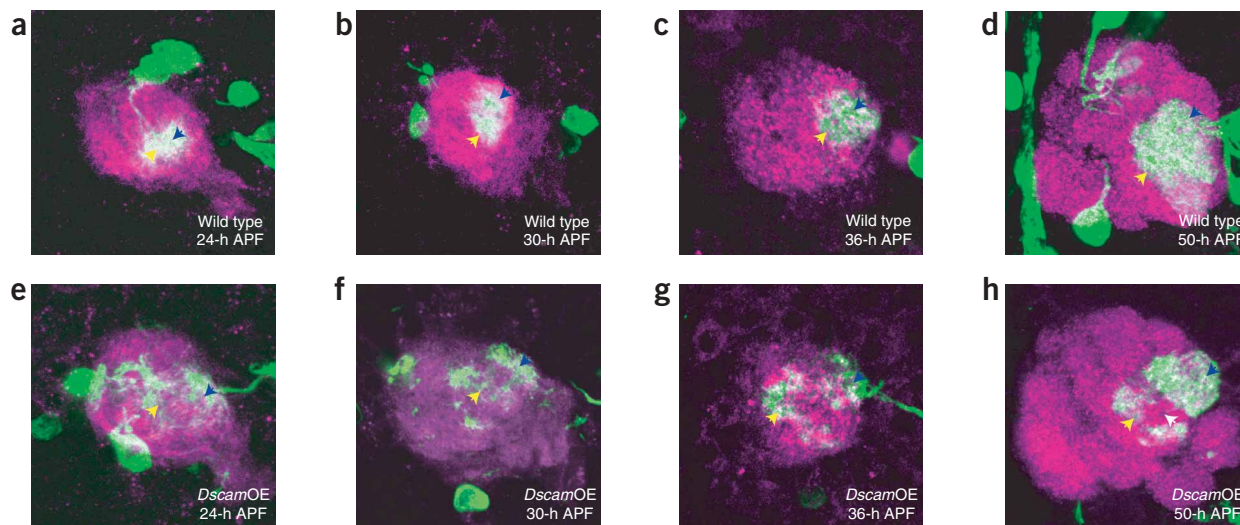 a
b
c
d
Wild type
24-h APF
Wild type
30-h APF
Wild type
36-h APF
Wild type
50-h APF
e
f
g
h
DscamOE
24-h APF
DscamOE
30-h APF
DscamOE
36-h APF
DscamOE
50-h APF